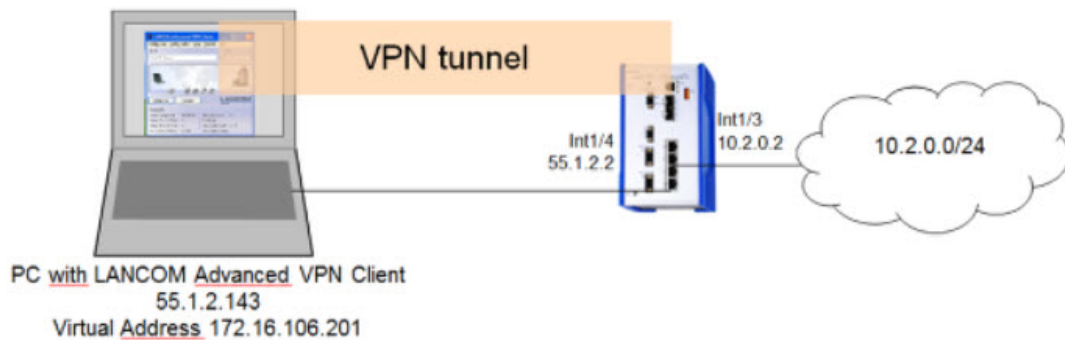 VPN tunnel
Int1/4
55.1.2.2
Int1/3
10.2.0.2
10.2.0.0/24
PC with LANCOM Advanced VPN Client
55.1.2.143
Virtual Address 172.16.106.201